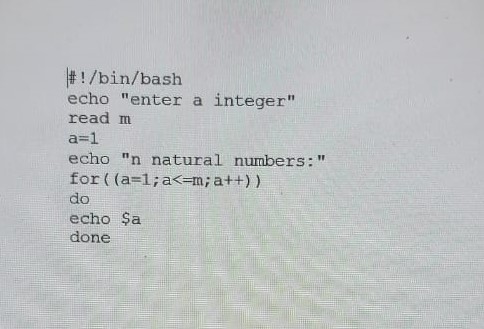 #!/bin/bash
echo "enter a integer"
read m
a=1
echo "n natural numbers:"
for((a=1;a<=m;a++))
do
echo $a
done